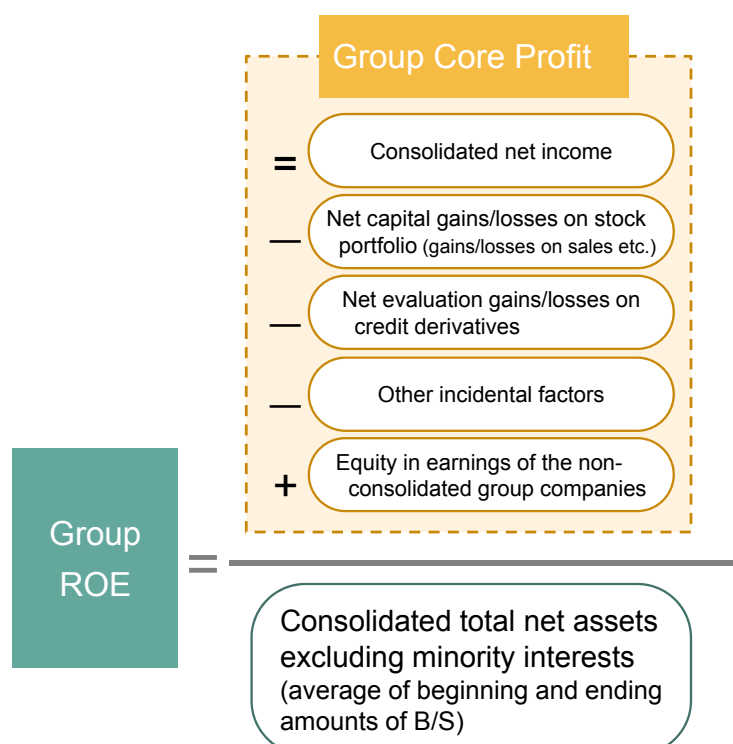 Group Core Profit
=
Consolidated net income
—
Net capital gains/losses on stock
portfolio (gains/losses on sales etc.)
—
Net evaluation gains/losses on
credit derivatives
—
Other incidental factors
+
Equity in earnings of the non-
consolidated group companies
Group
ROE
=
Consolidated total net assets
excluding minority interests
(average of beginning and ending
amounts of B/S)